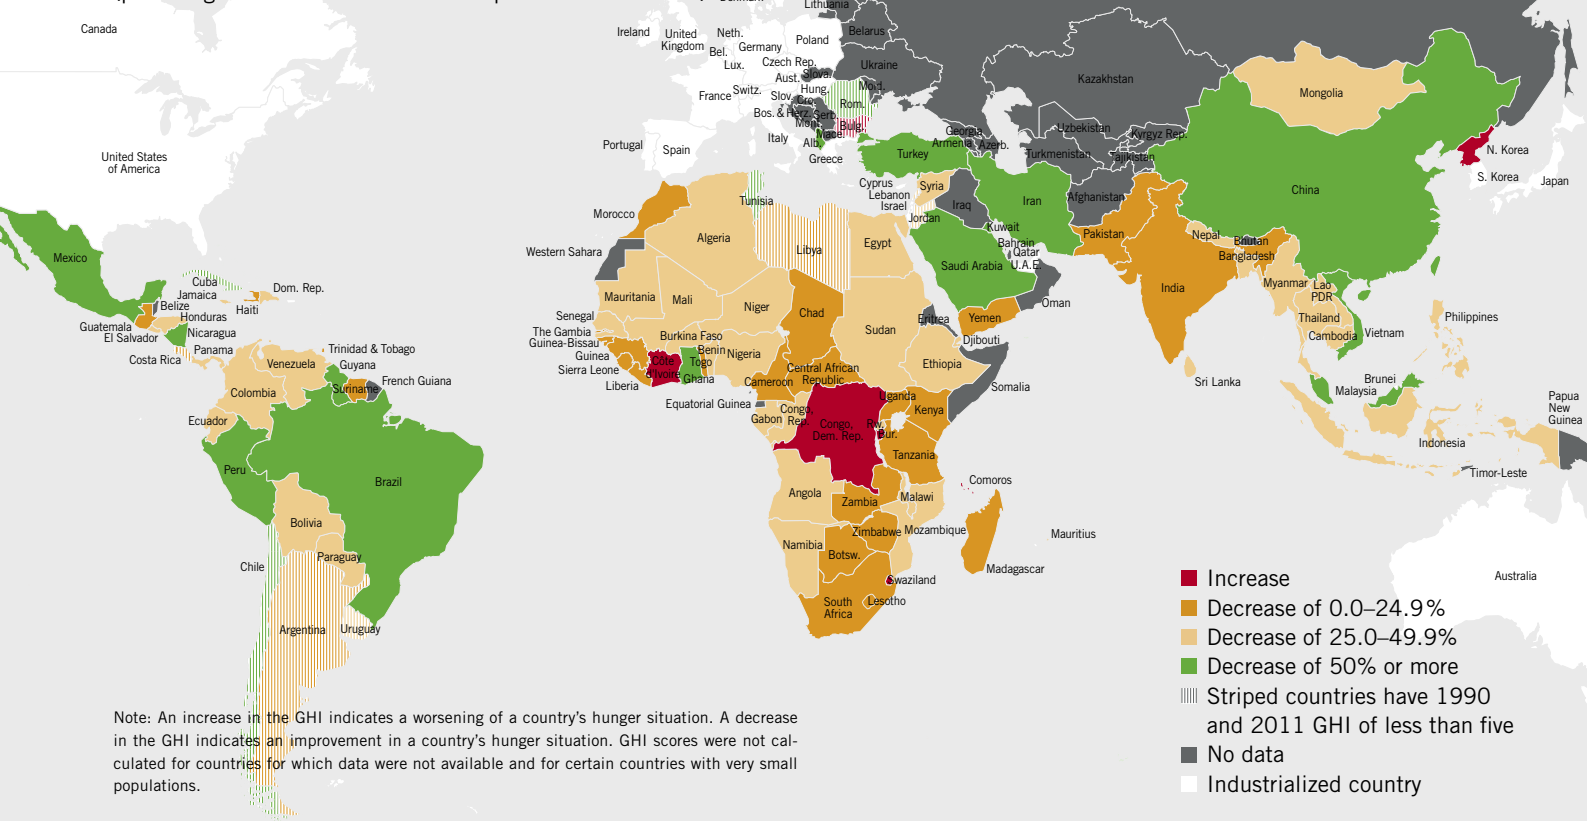 Lithuania
Canada
Ireland
United
Kingdom
Neth.
Bel.
Lux.
Germany
Poland
Belarus
Czech Rep.
Ukraine
Slova.
Aust.
Hung.
Mold.
Kazakhstan
Mongolia
France
Switz.
Slov.
Cro.
Rom.
Bos. & Herz.
Serb.
Mont.
Bulg.
Mace.
Italy
Alb.
Greece
Portugal
Spain
Turkey
Georgia
Armenia
Azerb.
Uzbekistan
Kyrgyz Rep.
Turkmenistan
Tajikistan
N. Korea
S. Korea
Japan
China
United States
of America
Cyprus
Lebanon
Israel
Syria
Iraq
Iran
Afghanistan
Jordan
Kuwait
Bahrain
Qatar
U.A.E.
Pakistan
Nepal
Bhutan
Bangladesh
Tunisia
Morocco
Algeria
Libya
Egypt
Western Sahara
Saudi Arabia
Mexico
Cuba
Jamaica
Belize
Haiti
Dom. Rep.
Honduras
Guatemala
El Salvador
Nicaragua
Costa Rica
Panama
Trinidad & Tobago
Venezuela
Guyana
Suriname
French Guiana
Colombia
Ecuador
Peru
Brazil
Bolivia
Paraguay
Chile
Argentina
Uruguay
Mauritania
Mali
Niger
Chad
Sudan
Eritrea
Yemen
Oman
Djibouti
India
Myanmar
Lao
PDR
Thailand
Cambodia
Vietnam
Philippines
Senegal
The Gambia
Guinea-Bissau
Guinea
Sierra Leone
Liberia
Burkina Faso
Benin
Togo
Côte
d'Ivoire
Ghana
Nigeria
Cameroon
Central African
Republic
Ethiopia
Somalia
Sri Lanka
Malaysia
Brunei
Indonesia
Papua
New
Guinea
Timor-Leste
Equatorial Guinea
Gabon
Congo,
Rep.
Congo,
Dem. Rep.
Uganda
Kenya
Rw.
Bur.
Tanzania
Comoros
Angola
Zambia
Malawi
Mozambique
Zimbabwe
Namibia
Botsw.
Madagascar
Mauritius
Swaziland
South
Africa
Lesotho
Australia
Increase
Decrease of 0.0–24.9%
Decrease of 25.0–49.9%
Decrease of 50% or more
Striped countries have 1990
and 2011 GHI of less than five
No data
Industrialized country
Note: An increase in the GHI indicates a worsening of a country's hunger situation. A decrease
in the GHI indicates an improvement in a country's hunger situation. GHI scores were not cal-
culated for countries for which data were not available and for certain countries with very small
populations.